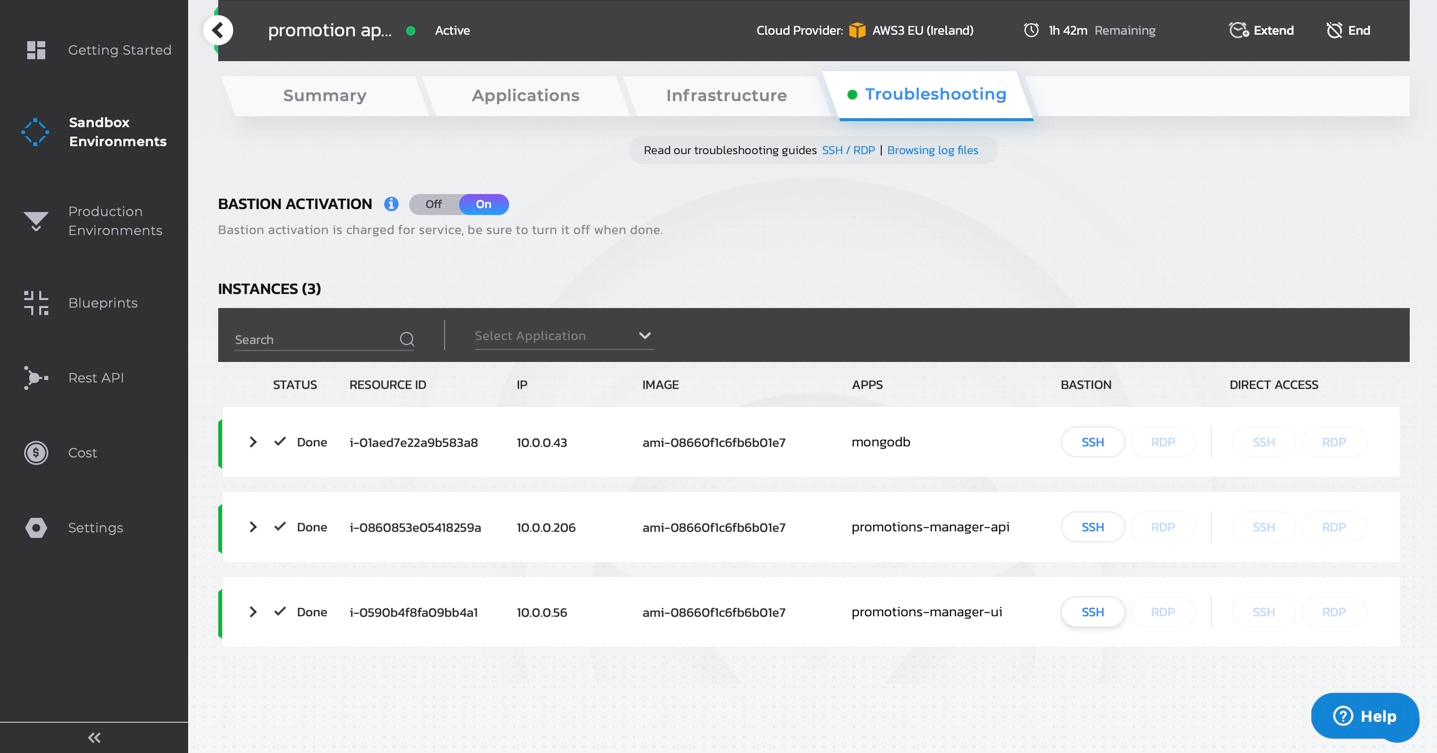 Getting Started
Sandbox
Environments
Production
Environments
Blueprints
Rest API
Cost
Settings
promotion ap... Active Cloud Provider: AWS3 EU (Ireland) 1h 42m Remaining Extend End
Summary Applications Infrastructure Troubleshooting
Read our troubleshooting guides SSH / RDP | Browsing log files
BASTION ACTIVATION Off On
Bastion activation is charged for service, be sure to turn it off when done.
INSTANCES (3)
Search Select Application
STATUS RESOURCE ID IP IMAGE APPS BASTION DIRECT ACCESS
Done i-01aed7e22a9b583a8 10.0.0.43 ami-08660f1c6fb6b01e7 mongodb SSH RDP SSH RDP
Done i-0860853e05418259a 10.0.0.206 ami-08660f1c6fb6b01e7 promotions-manager-api SSH RDP SSH RDP
Done i-0590b4f8fa09bb4a1 10.0.0.56 ami-08660f1c6fb6b01e7 promotions-manager-ui SSH RDP SSH RDP
Help